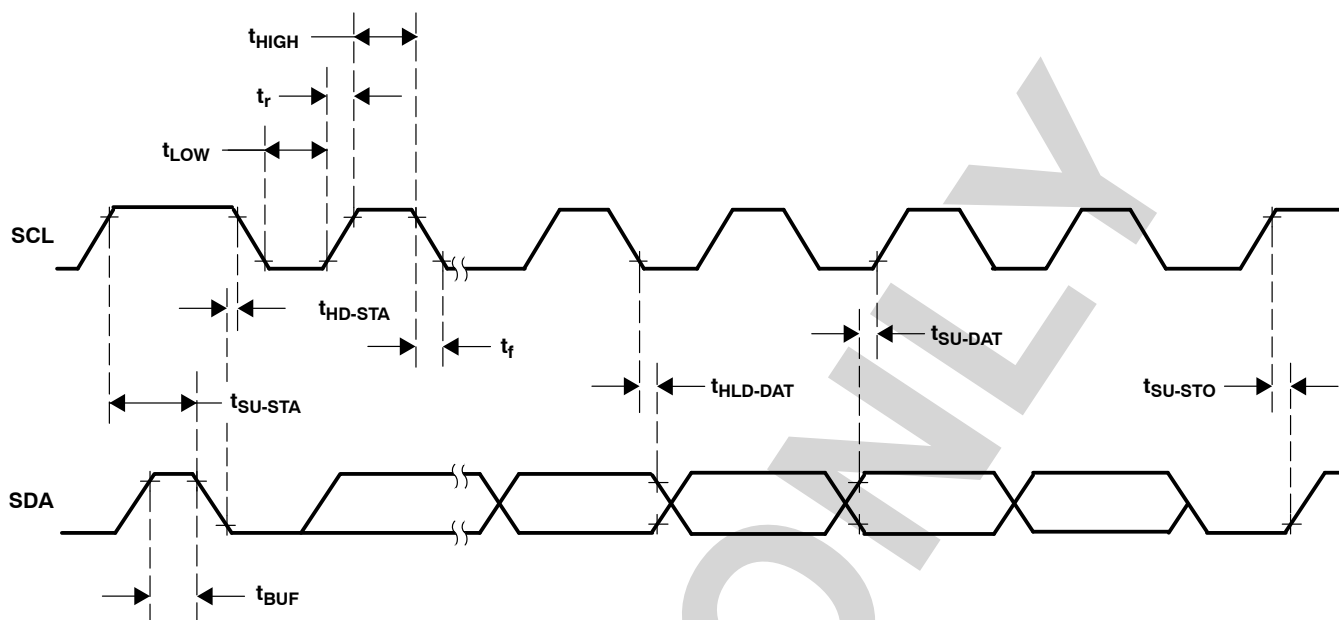 tHIGH
tr
tLOW
SCL
tHD-STA
tf
tSU-DAT
tHLD-DAT
tSU-STO
tSU-STA
SDA
tBUF
ONLY